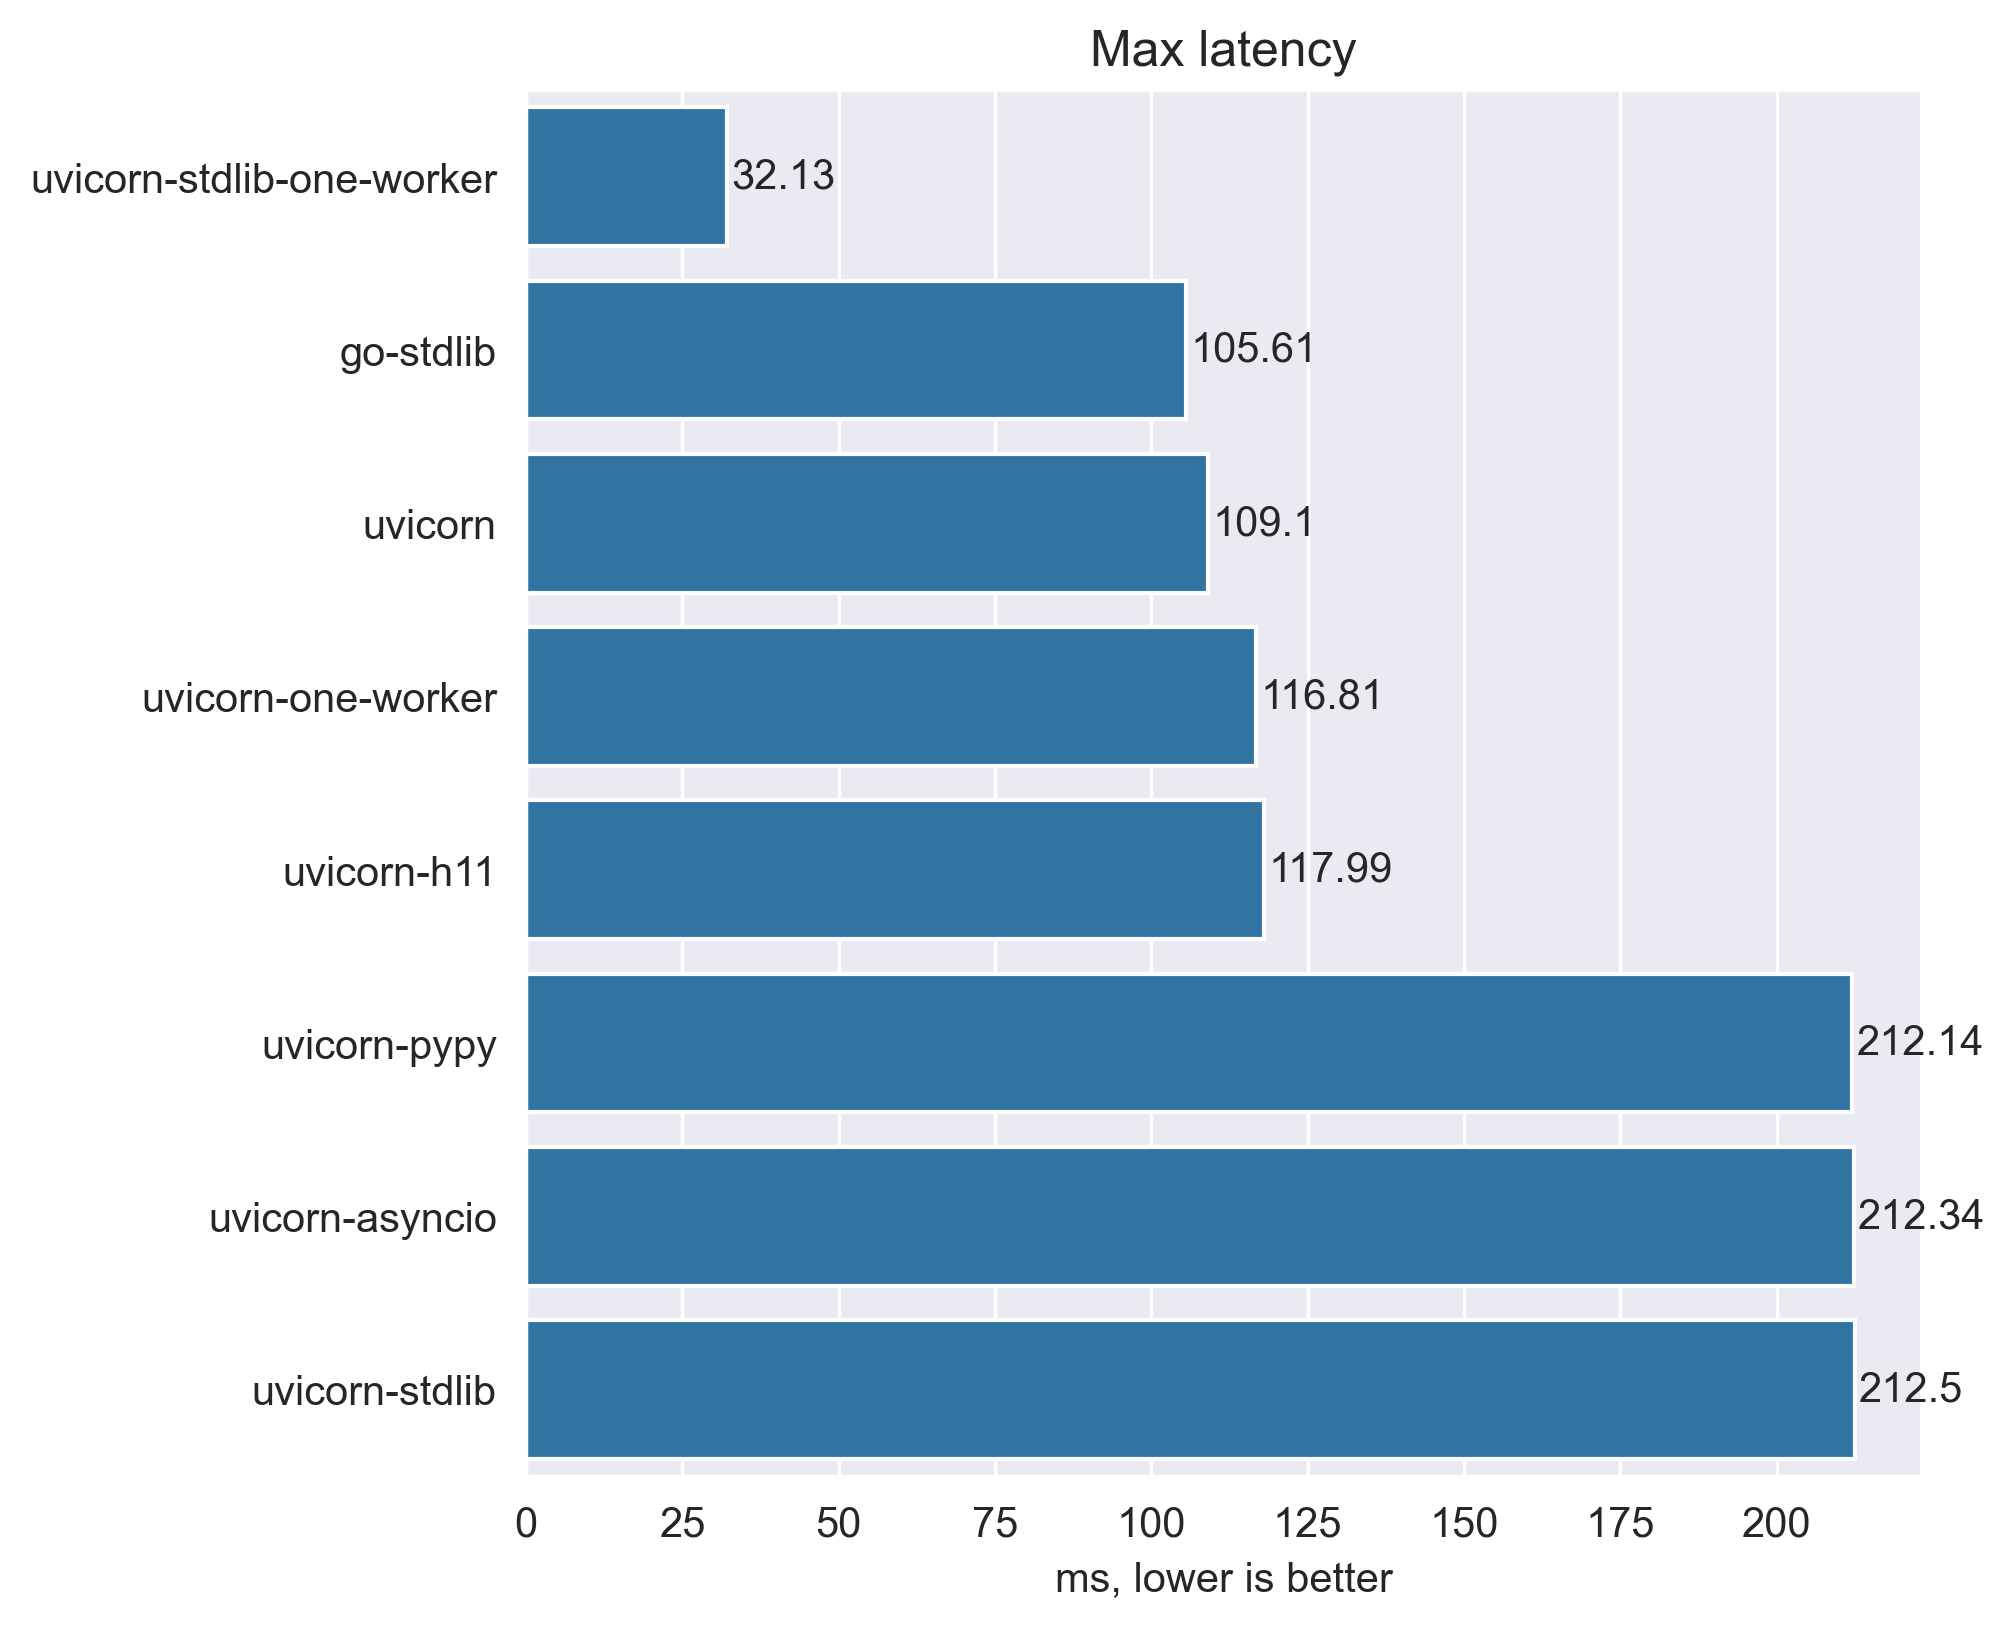 Max latency
uvicorn-stdlib-one-worker 32.13
go-stdlib 105.61
uvicorn 109.1
uvicorn-one-worker 116.81
uvicorn-h11 117.99
uvicorn-pypy 212.14
uvicorn-asyncio 212.34
uvicorn-stdlib 212.5
0 25 50 75 100 125 150 175 200
ms, lower is better